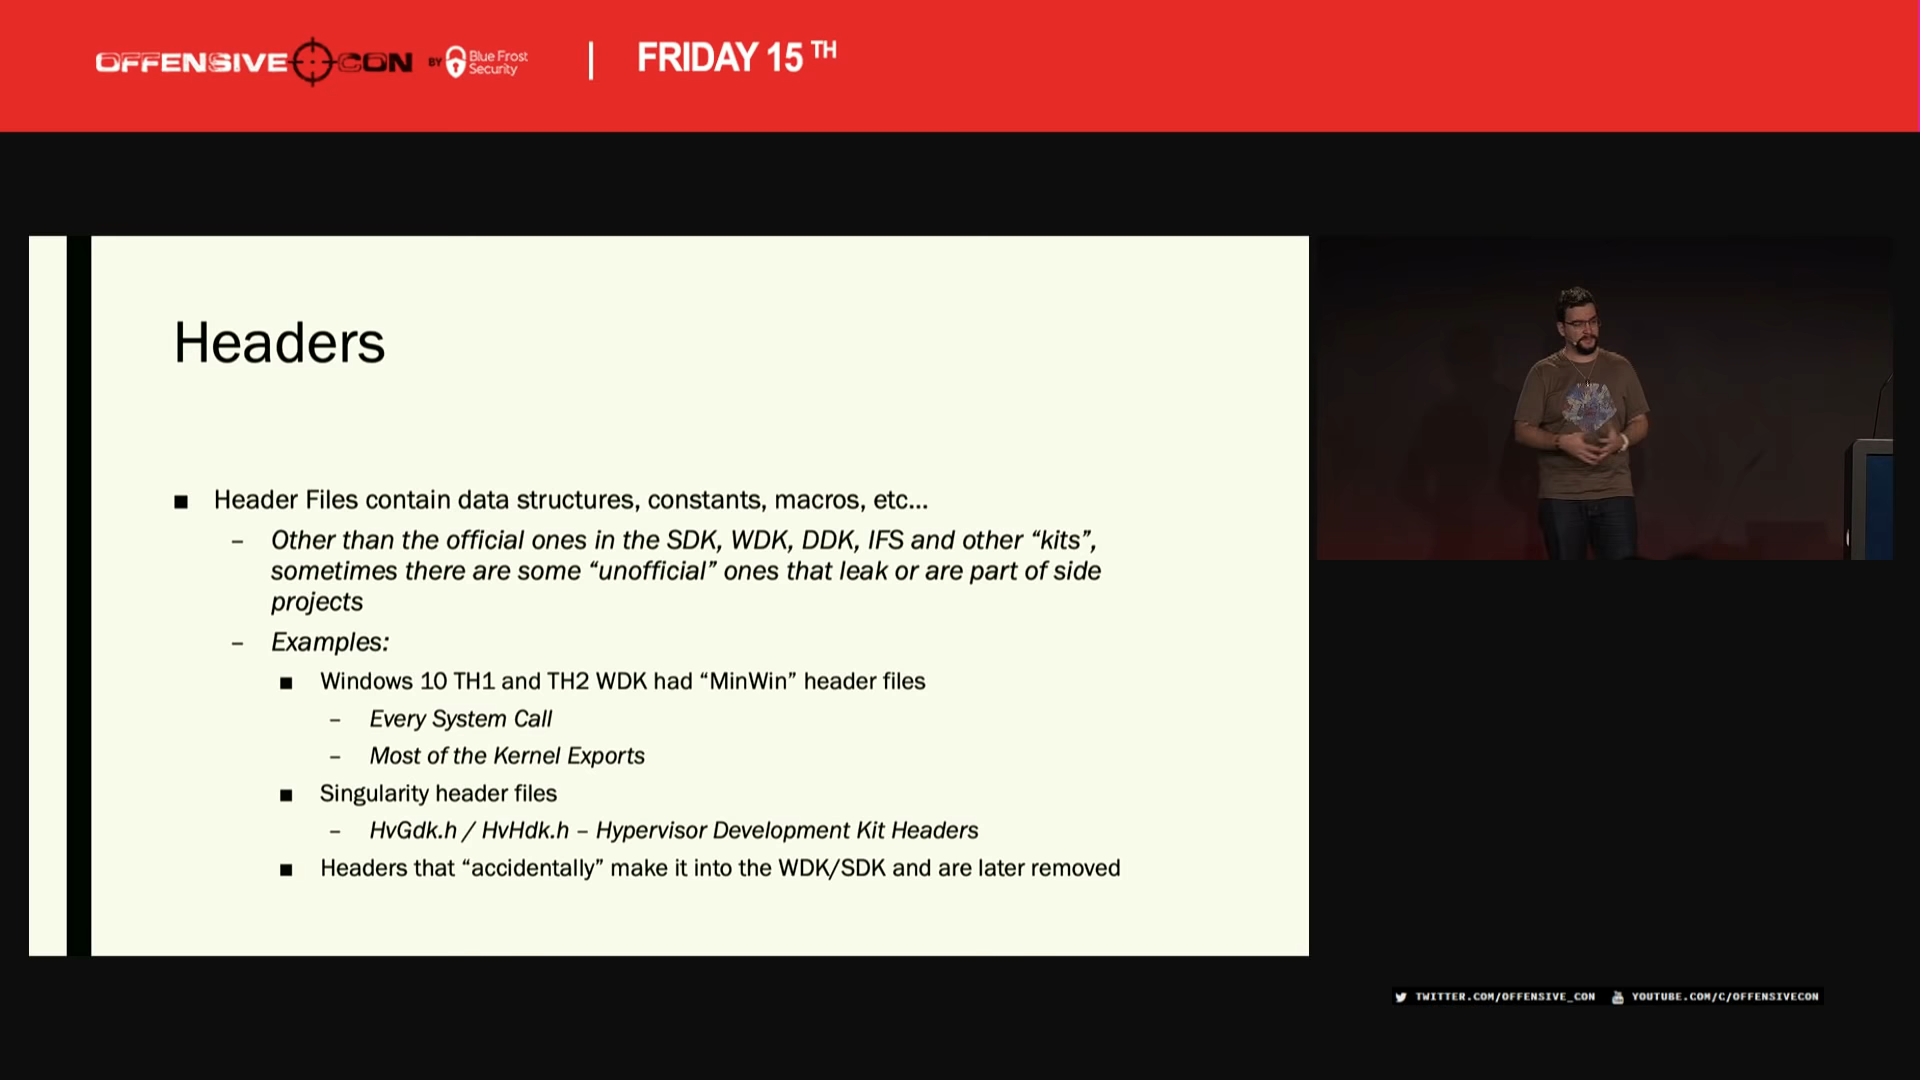 OFFENSIVE CON BY Blue Frost Security | FRIDAY 15 TH
Headers
■ Header Files contain data structures, constants, macros, etc...
– Other than the official ones in the SDK, WDK, DDK, IFS and other “kits”,
sometimes there are some “unofficial” ones that leak or are part of side
projects
– Examples:
■ Windows 10 TH1 and TH2 WDK had “MinWin” header files
– Every System Call
– Most of the Kernel Exports
■ Singularity header files
– HvGdk.h / HvHdk.h – Hypervisor Development Kit Headers
■ Headers that “accidentally” make it into the WDK/SDK and are later removed
TWITTER.COM/OFFENSIVE_CON YOUTUBE.COM/C/OFFENSIVECON